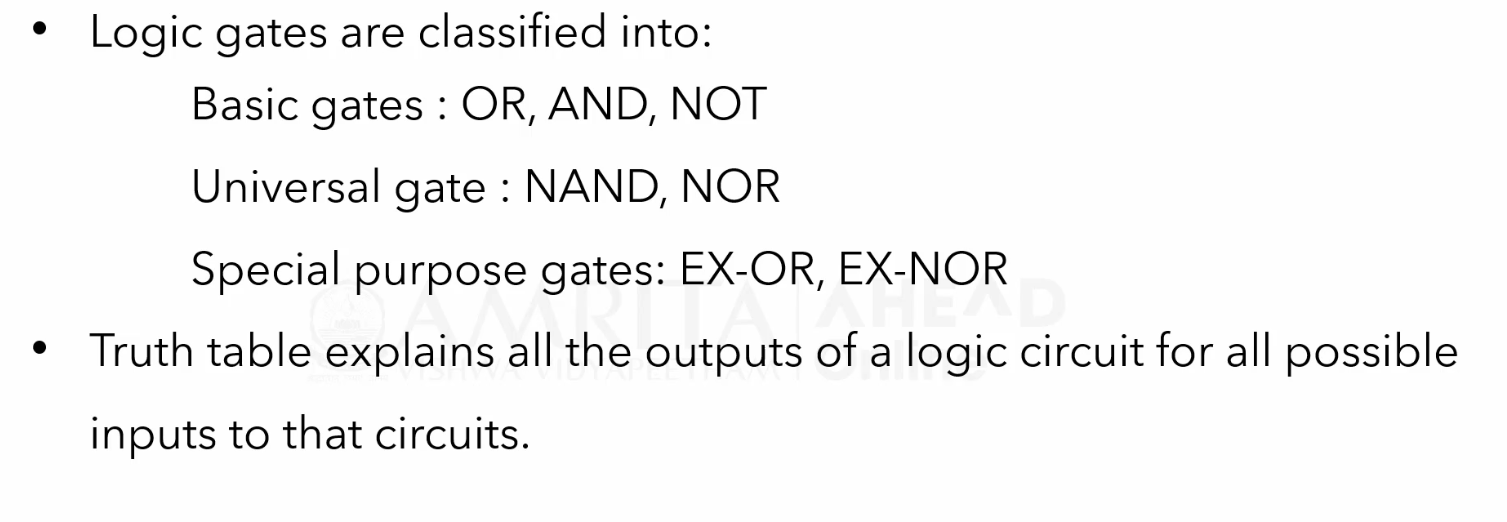 • Logic gates are classified into:
Basic gates : OR, AND, NOT
Universal gate : NAND, NOR
Special purpose gates: EX-OR, EX-NOR
AMRITA AHEAD
• Truth table explains all the outputs of a logic circuit for all possible
VISHWA VIDYAPEETHAM Online
inputs to that circuits.